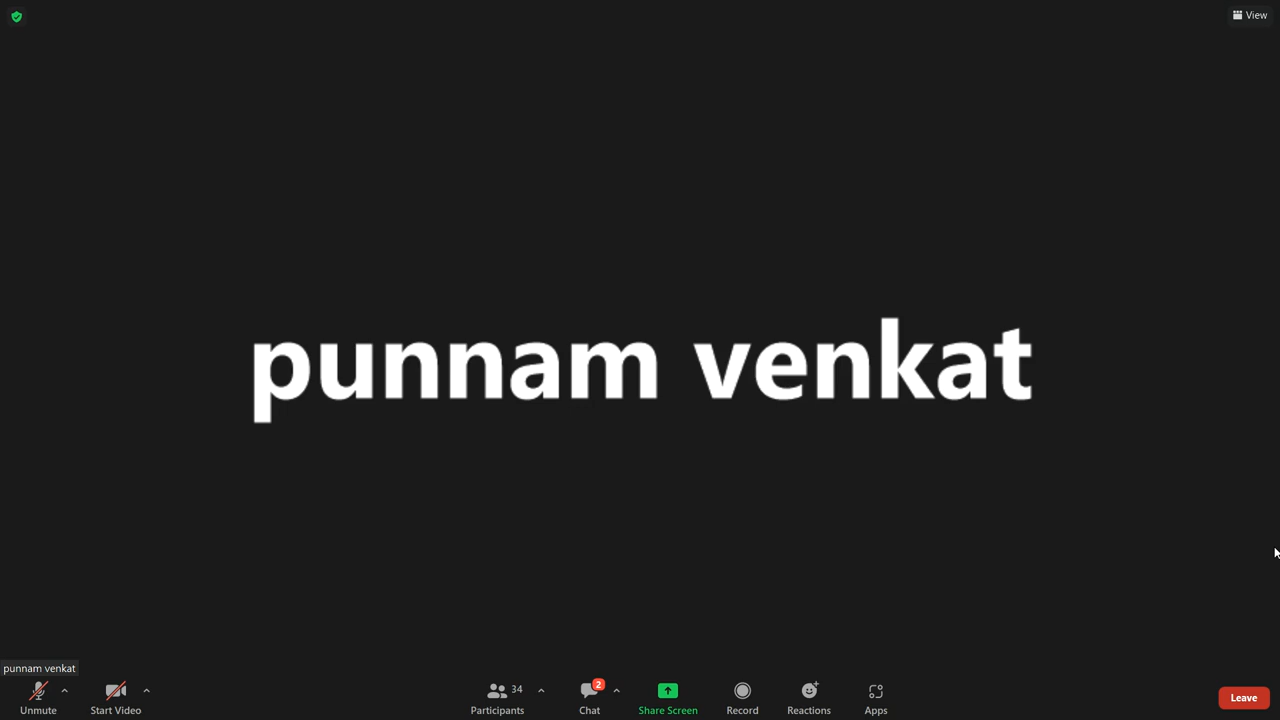 View
punnam venkat
punnam venkat
34
2
Unmute
Start Video
Participants
Chat
Share Screen
Record
Reactions
Apps
Leave